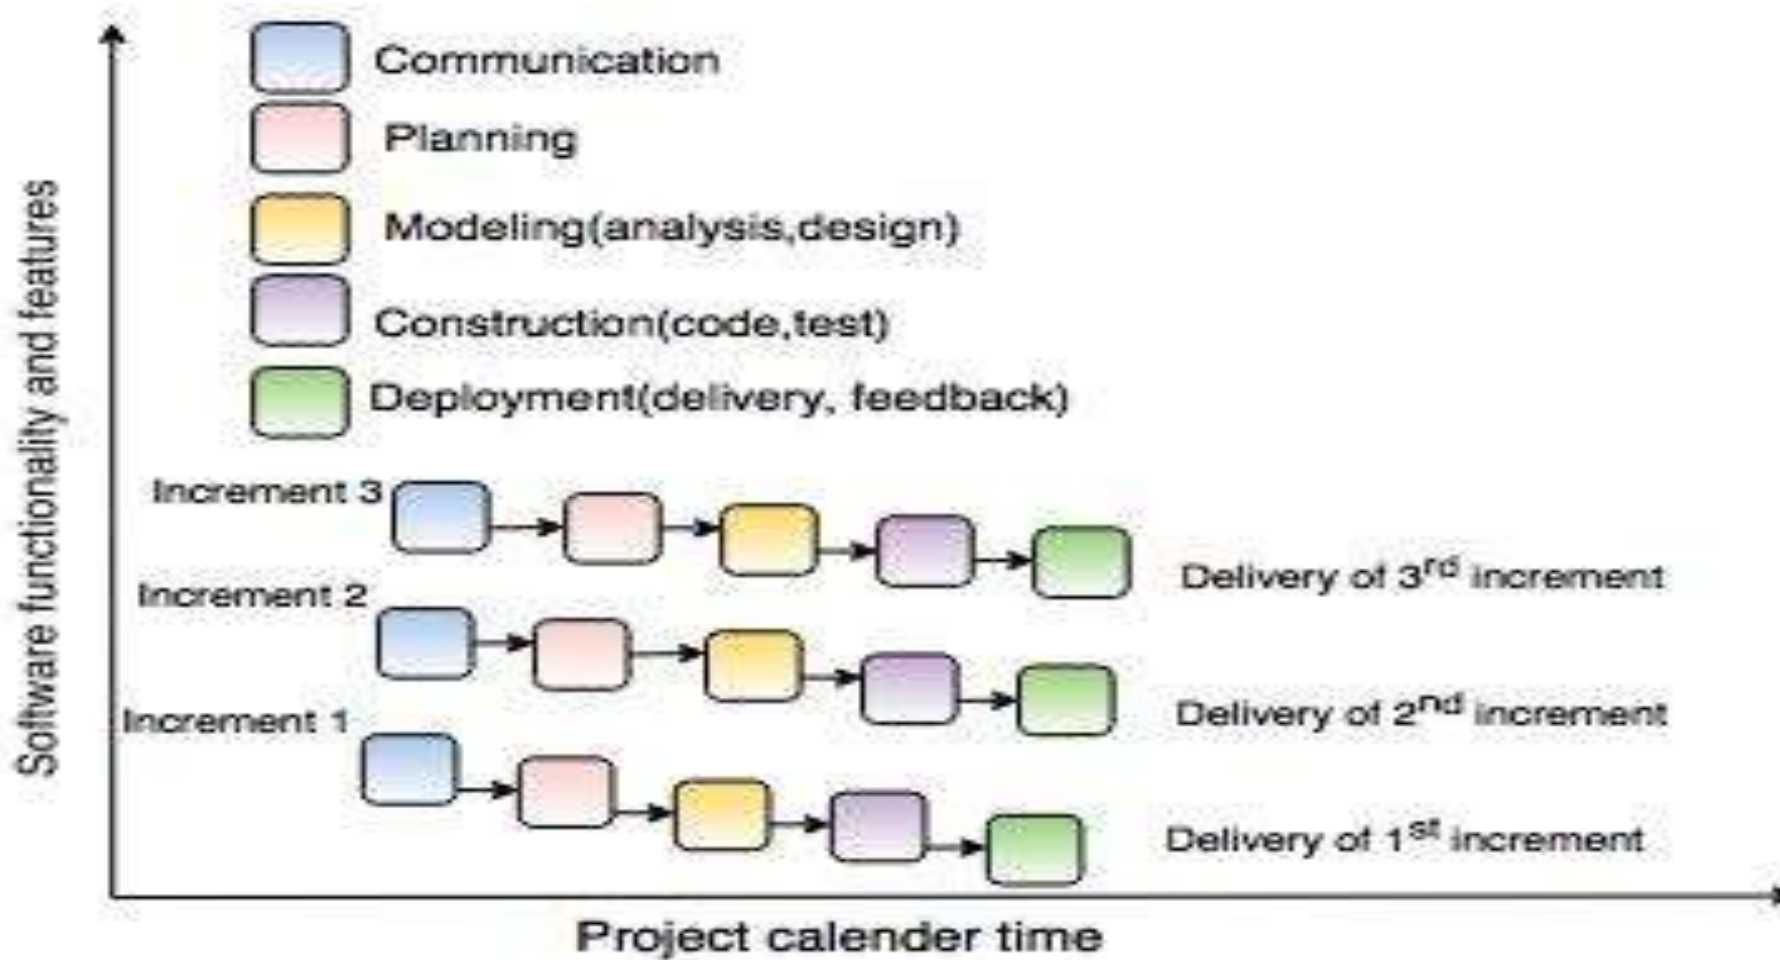 Communication
Planning
Modeling(analysis,design)
Construction(code,test)
Deployment(delivery, feedback)
Software functionality and features
Increment 3
Delivery of 3rd increment
Increment 2
Delivery of 2nd increment
Increment 1
Delivery of 1st increment
Project calender time